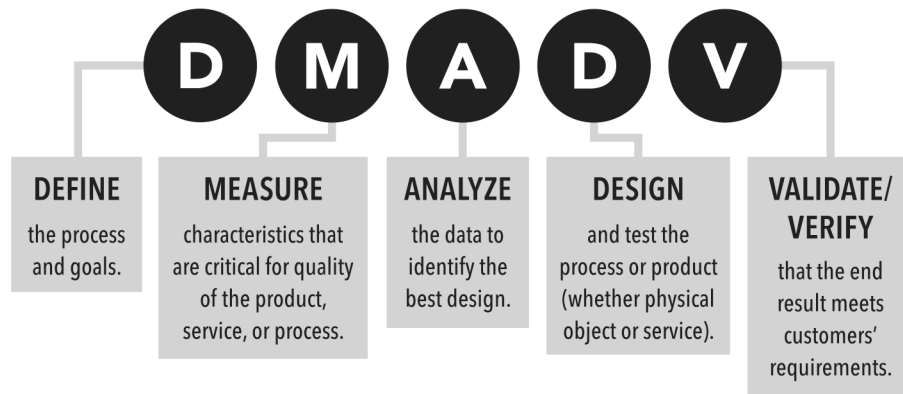 D M A D V
DEFINE
the process
and goals.
MEASURE
characteristics that
are critical for quality
of the product,
service, or process.
ANALYZE
the data to
identify the
best design.
DESIGN
and test the
process or product
(whether physical
object or service).
VALIDATE/
VERIFY
that the end
result meets
customers‘
requirements.